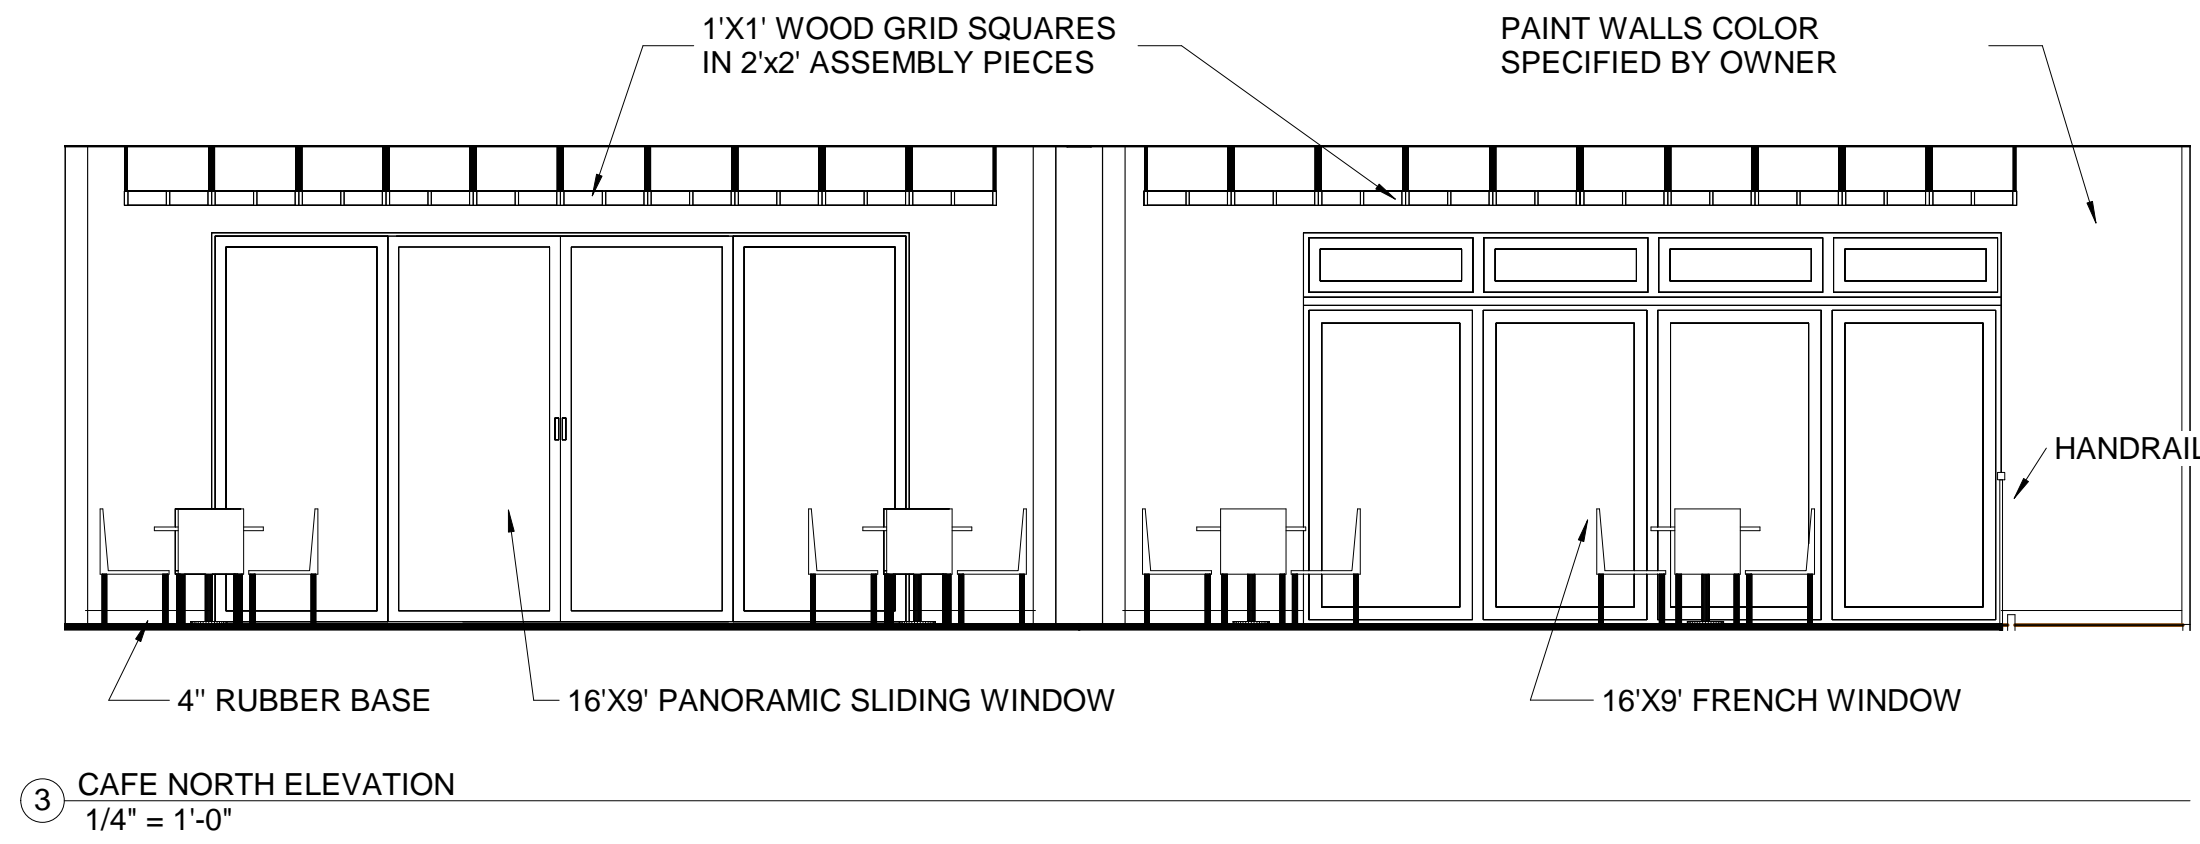 1'X1' WOOD GRID SQUARES
IN 2'x2' ASSEMBLY PIECES
PAINT WALLS COLOR
SPECIFIED BY OWNER
HANDRAIL
4" RUBBER BASE
16'X9' PANORAMIC SLIDING WINDOW
16'X9' FRENCH WINDOW
3
CAFE NORTH ELEVATION
1/4" = 1'-0"